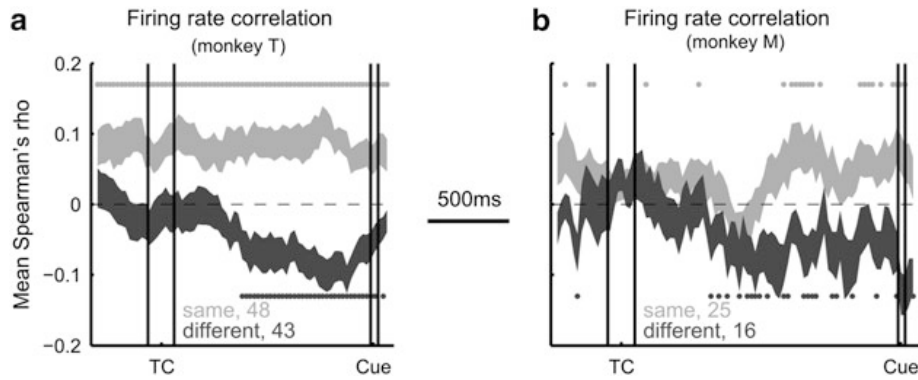 a
Firing rate correlation
(monkey T)
Mean Spearman's rho
0.2
0.1
0
−0.1
−0.2
same, 48
different, 43
TC
Cue
500ms
b
Firing rate correlation
(monkey M)
same, 25
different, 16
TC
Cue